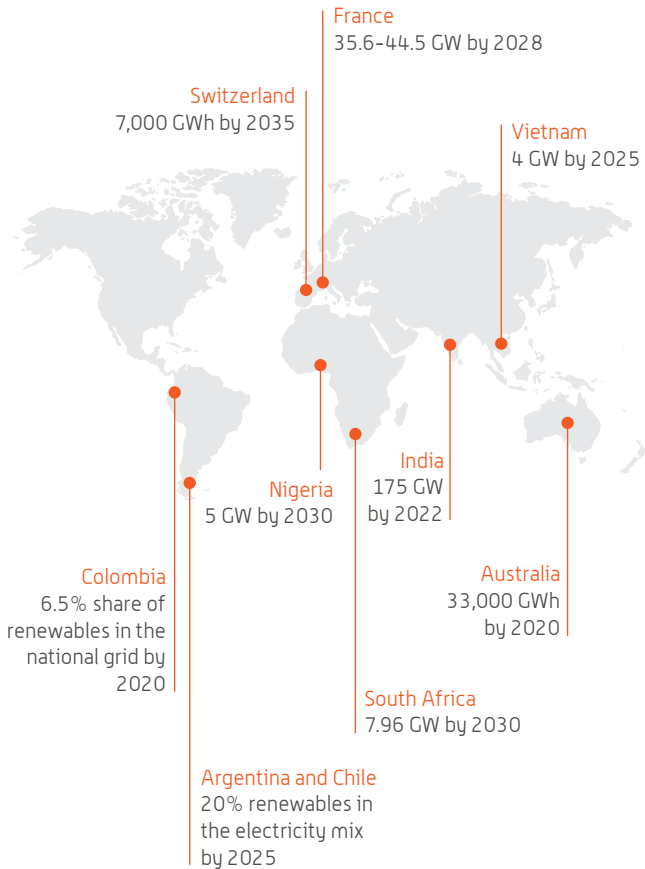 France
35.6-44.5 GW by 2028
Switzerland
7,000 GWh by 2035
Vietnam
4 GW by 2025
India
175 GW
by 2022
Nigeria
5 GW by 2030
Colombia
6.5% share of
renewables in the
national grid by
2020
Australia
33,000 GWh
by 2020
South Africa
7.96 GW by 2030
Argentina and Chile
20% renewables in
the electricity mix
by 2025